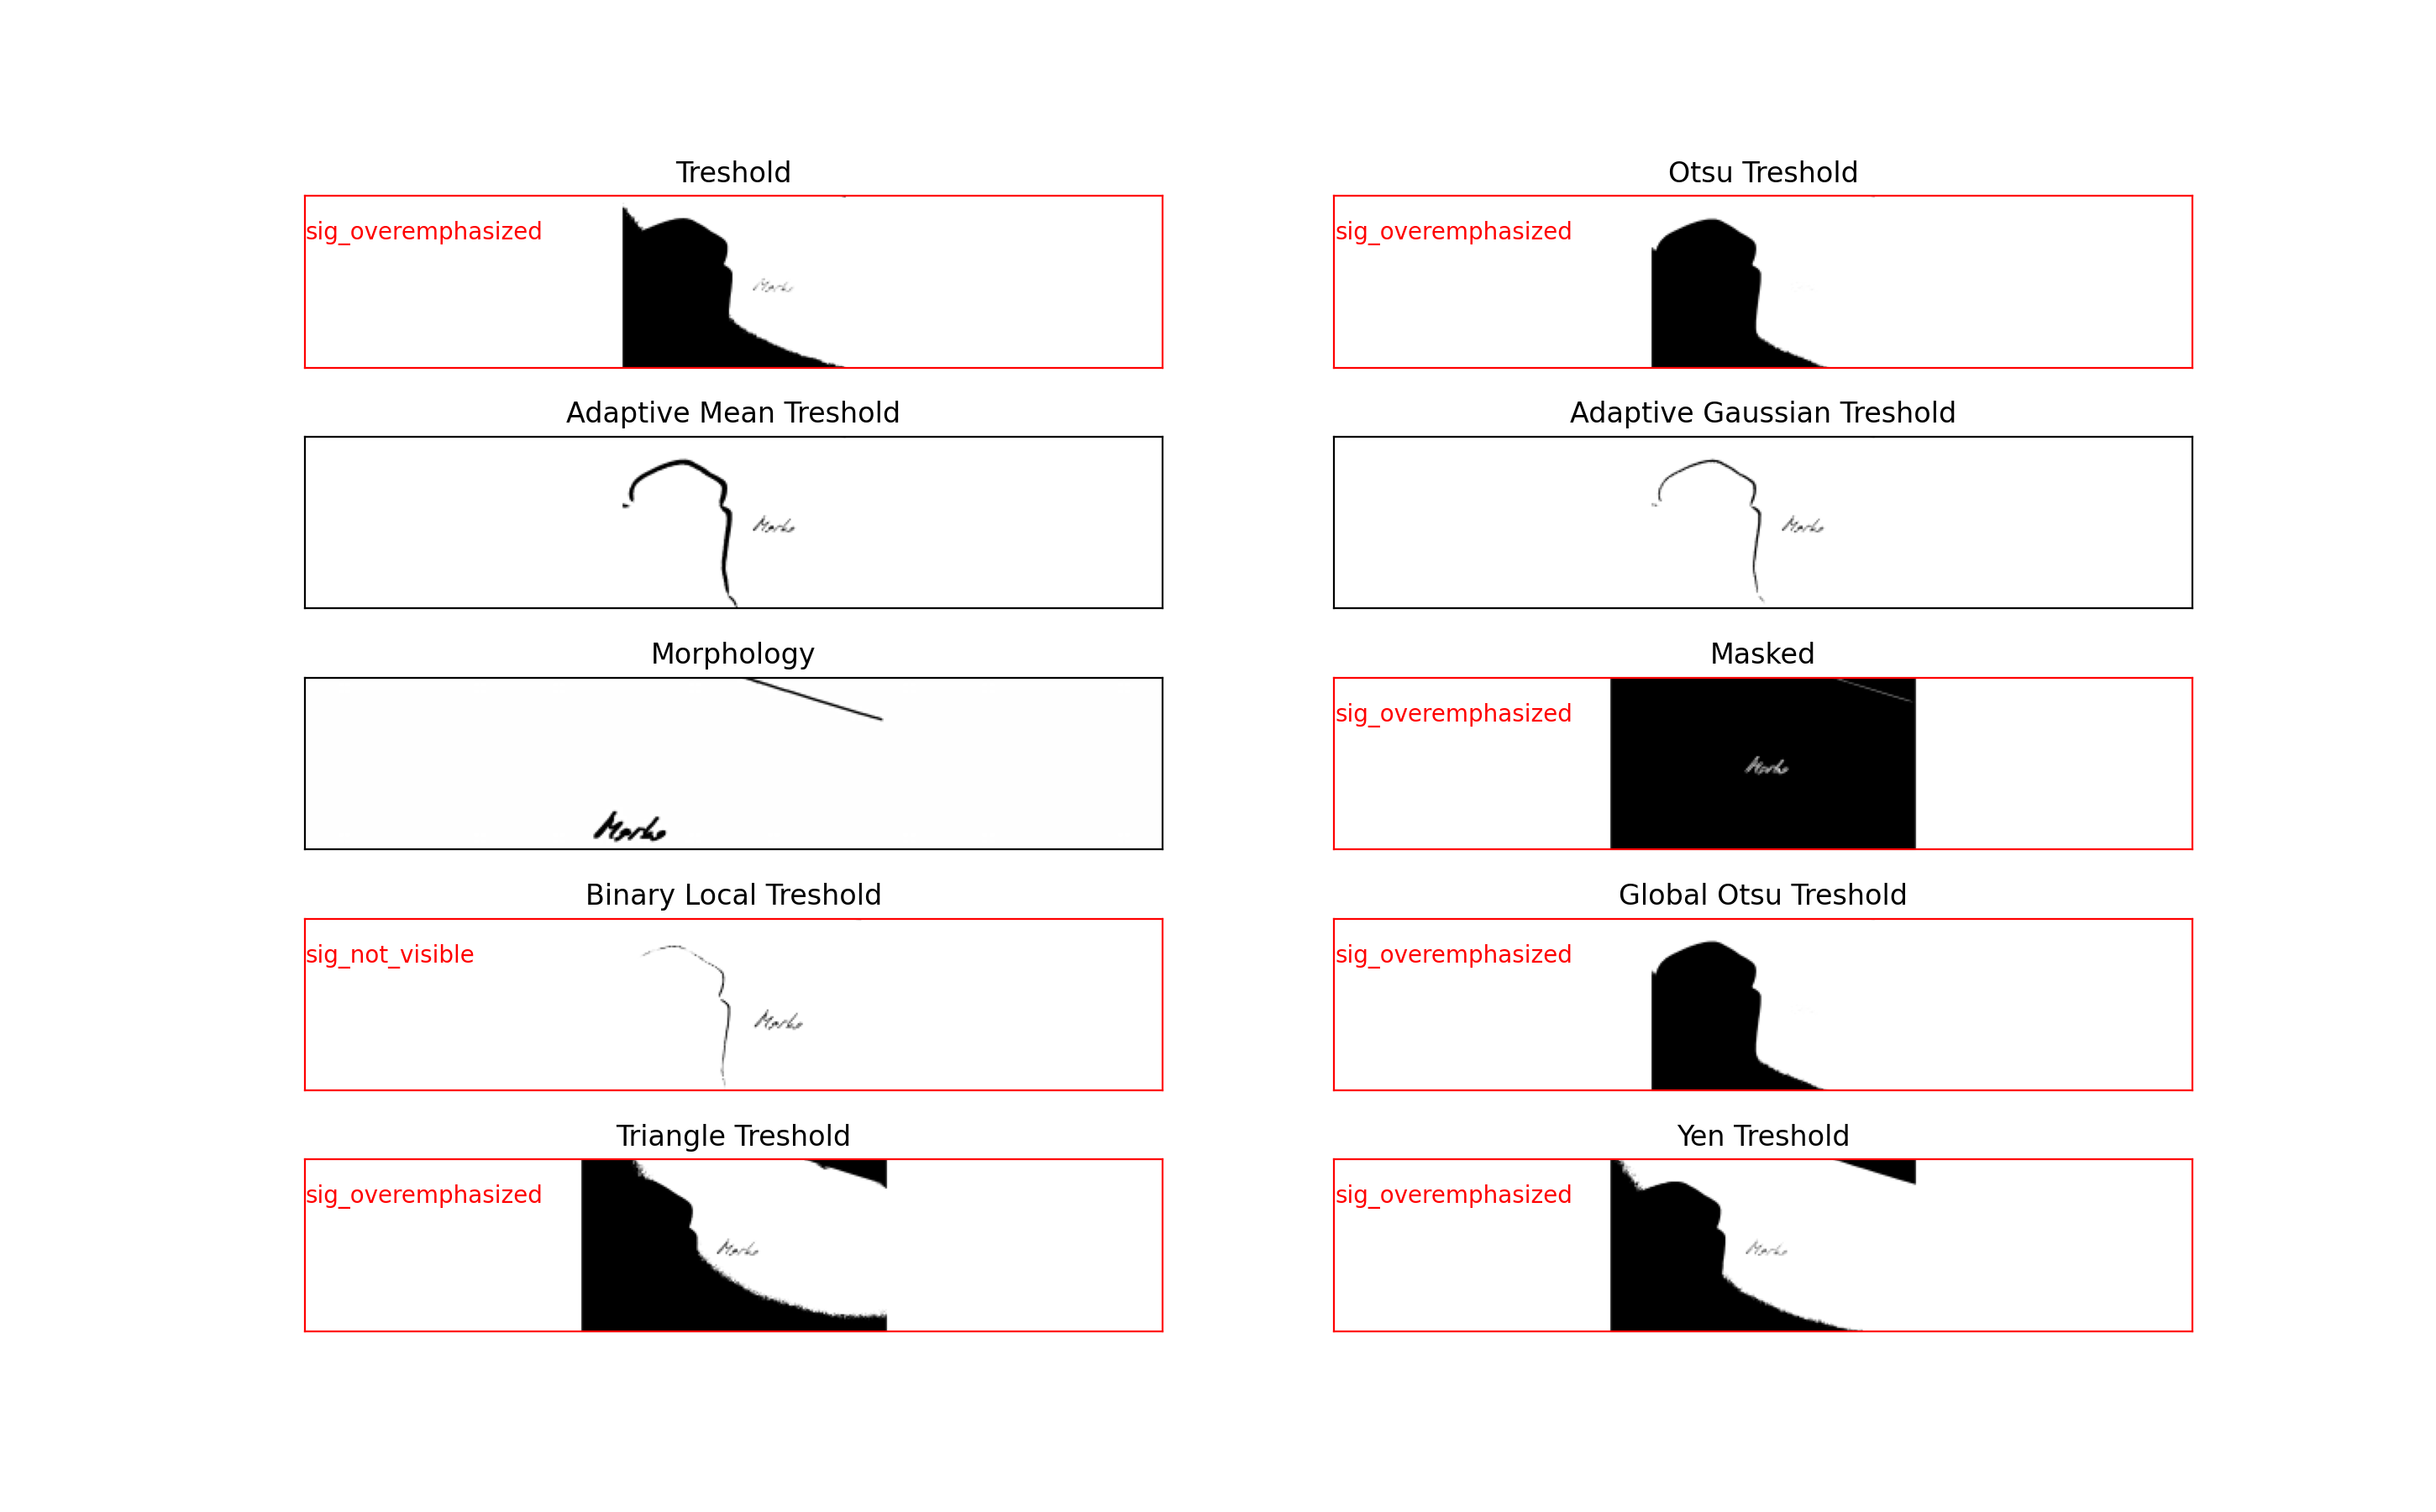 Treshold
Otsu Treshold
sig_overemphasized
Marko
sig_overemphasized
Adaptive Mean Treshold
Adaptive Gaussian Treshold
Marko
Marko
Morphology
Masked
Marko
sig_overemphasized
Marko
Binary Local Treshold
Global Otsu Treshold
sig_not_visible
Marko
sig_overemphasized
Triangle Treshold
Yen Treshold
sig_overemphasized
Marko
sig_overemphasized
Marko